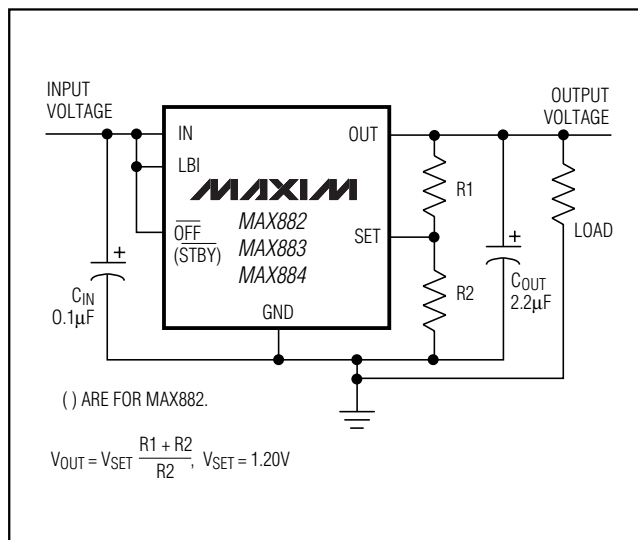 INPUT
VOLTAGE
OUTPUT
VOLTAGE
IN
OUT
LBI
MAXIM
R1
OFF
(STBY)
MAX882
MAX883
MAX884
SET
LOAD
+
CIN
0.1µF
GND
R2
+
COUT
2.2µF
( ) ARE FOR MAX882.
VOUT = VSET R1 + R2 / R2, VSET = 1.20V